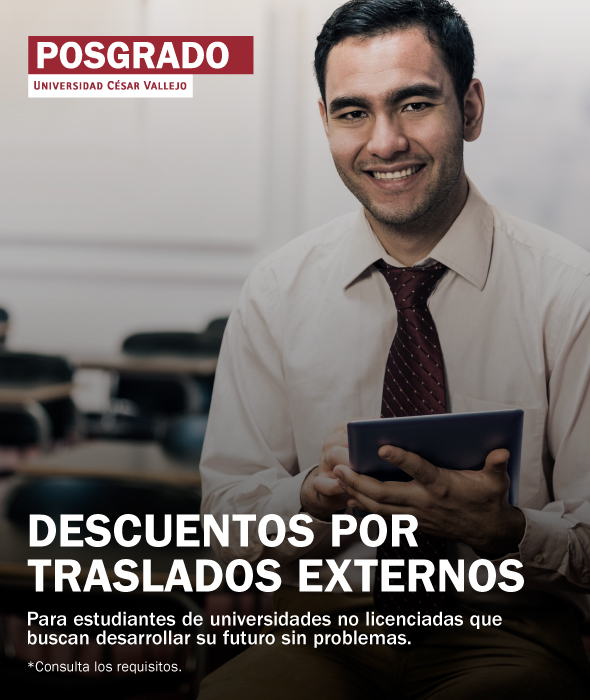 POSGRADO
UNIVERSIDAD CÉSAR VALLEJO
DESCUENTOS POR
TRASLADOS EXTERNOS
Para estudiantes de universidades no licenciadas que
buscan desarrollar su futuro sin problemas.
*Consulta los requisitos.